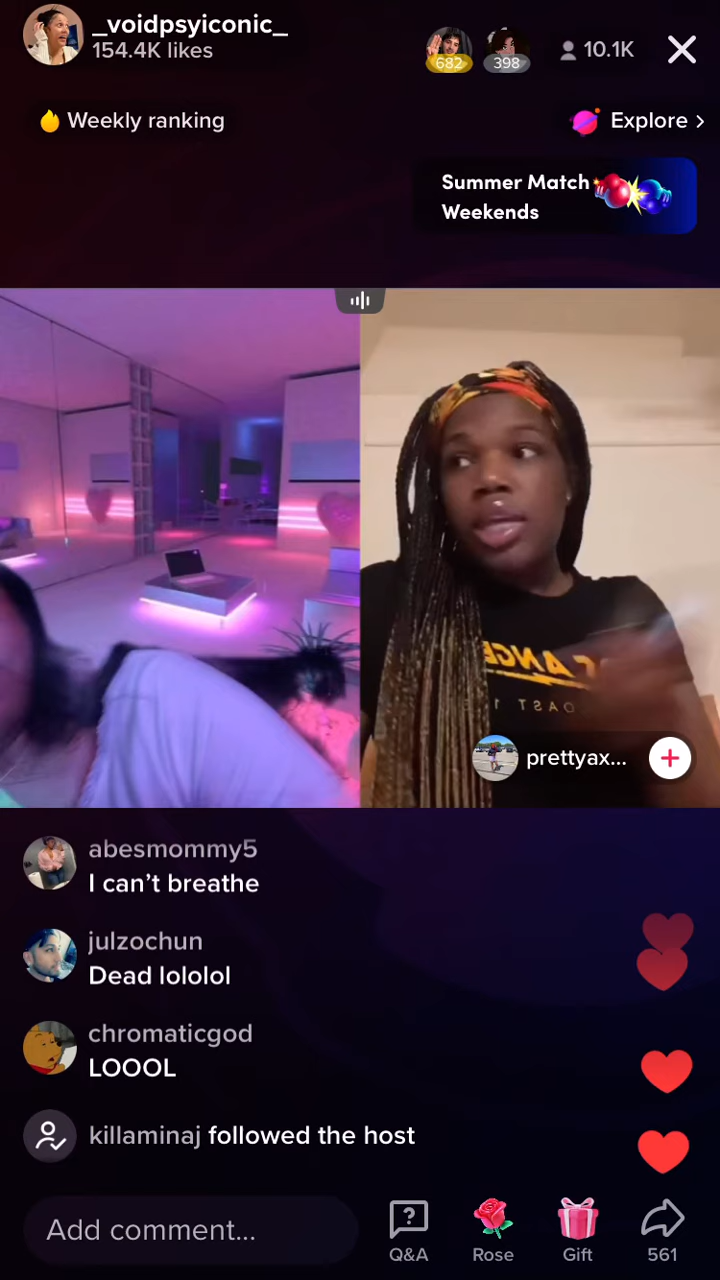 _voidpsyiconic_
154.4K likes
682
398
10.1K
Weekly ranking
Explore >
Summer Match
Weekends
prettyax...
abesmommy5
I can't breathe
julzochun
Dead lololol
chromaticgod
LOOOL
killaminaj followed the host
Add comment...
Q&A
Rose
Gift
561